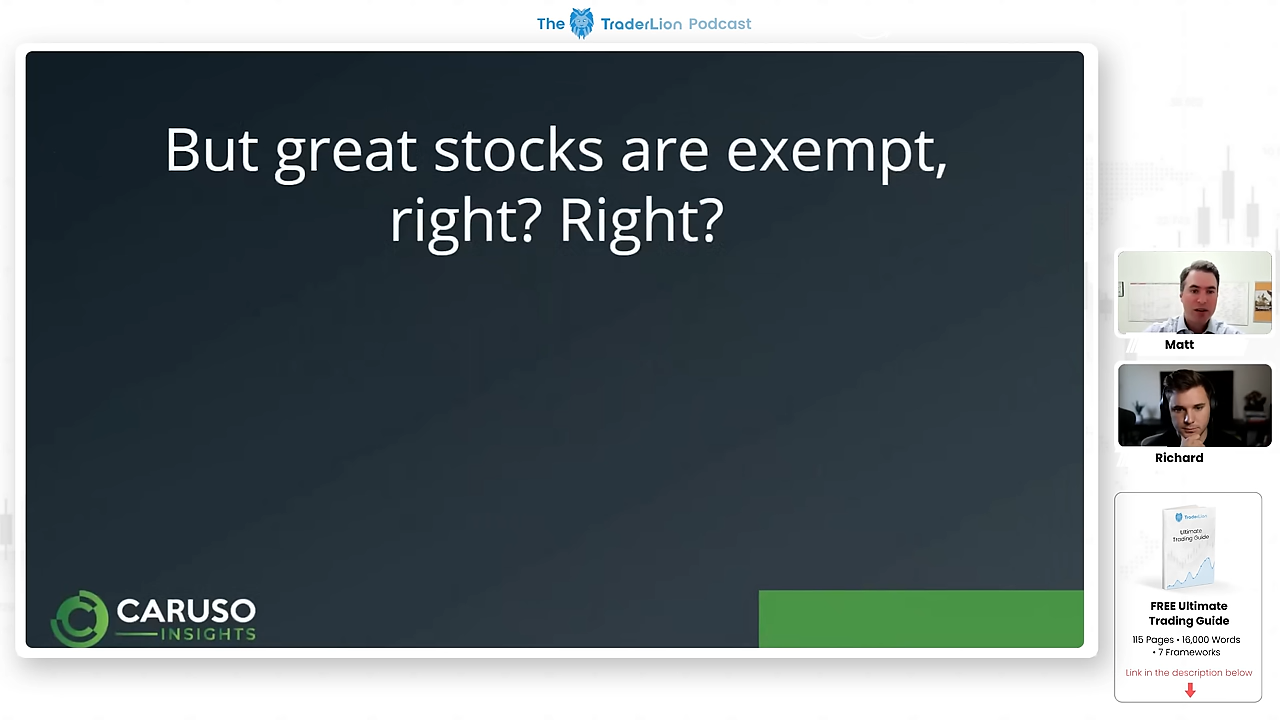 The TraderLion Podcast
But great stocks are exempt,
right? Right?
CARUSO
INSIGHTS
Matt
Richard
TraderLion
Ultimate
Trading Guide
FREE Ultimate
Trading Guide
115 Pages • 16,000 Words
• 7 Frameworks
Link in the description below